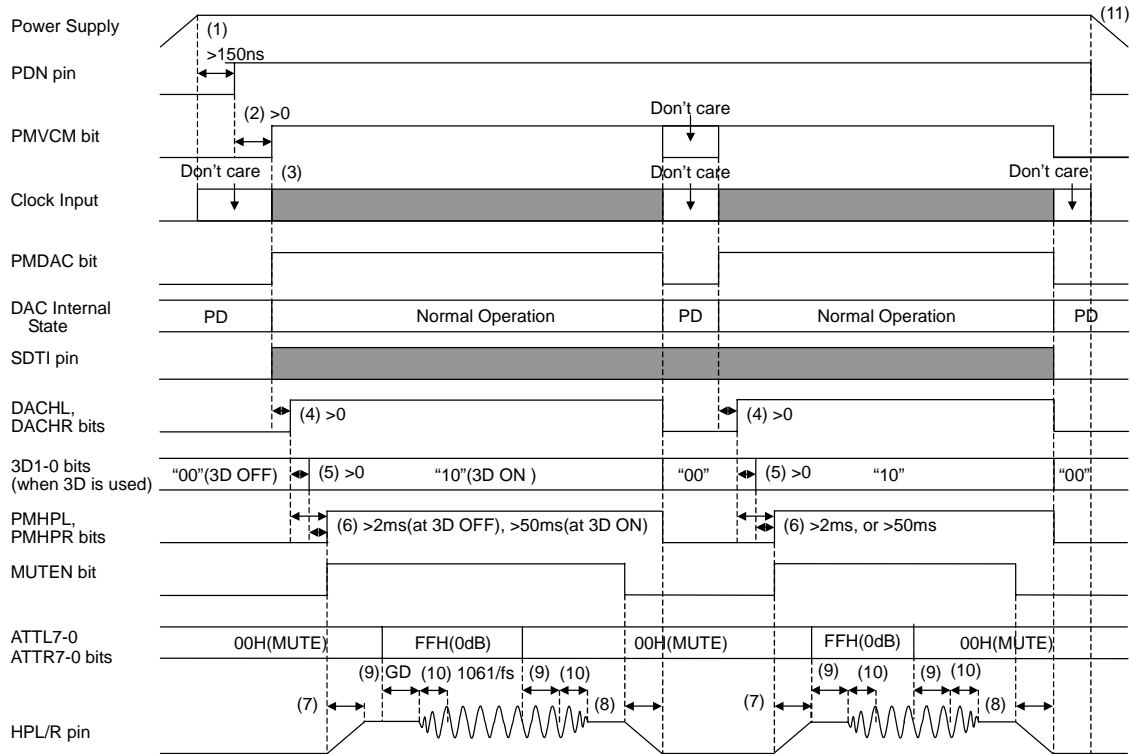 Power Supply (1) (11)
>150ns
PDN pin
(2) >0 Don't care
PMVCM bit
Don't care (3) Don't care Don't care
Clock Input
PMDAC bit
DAC Internal
State
PD Normal Operation PD Normal Operation PD
SDTI pin
DACHL,
DACHR bits
(4) >0 (4) >0
3D1-0 bits
(when 3D is used)
“00”(3D OFF) (5) >0 “10”(3D ON ) “00” (5) >0 “10” “00”
PMHPL,
PMHPR bits
(6) >2ms(at 3D OFF), >50ms(at 3D ON) (6) >2ms, or >50ms
MUTEN bit
ATTL7-0
ATTR7-0 bits
00H(MUTE) FFH(0dB) 00H(MUTE) FFH(0dB) 00H(MUTE)
(9) GD (10) 1061/fs (9) (10) (9) (10) (9) (10)
(7) (8) (7) (8)
HPL/R pin